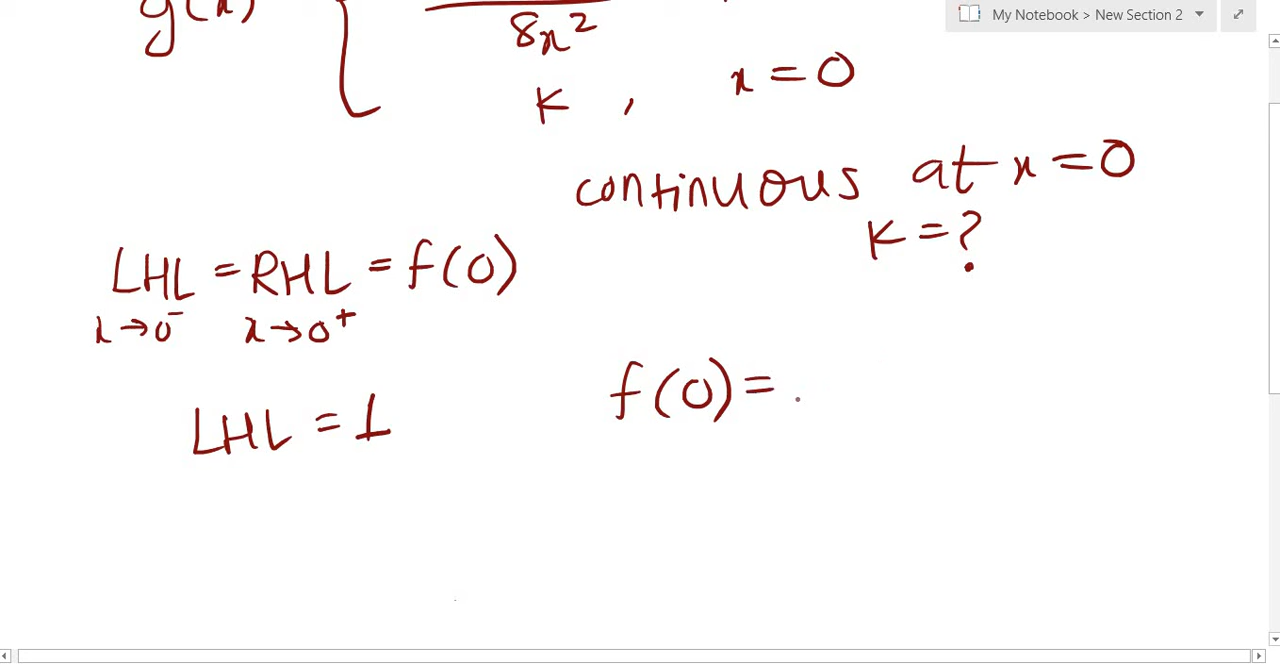 My Notebook > New Section 2
g(x)
8x²
K , x = 0
continuous at x = 0
K = ?
LHL = RHL = f(0)
x→0⁻ x→0⁺
LHL = 1 f(0) =